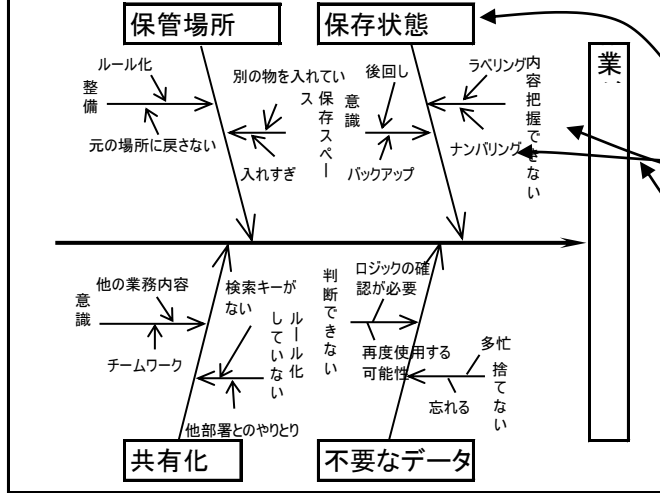 保管場所
保存状態
業
ルール化
整備
元の場所に戻さない
別の物を入れてい
保存スペー
ス
入れすぎ
後回し
意識
バックアップ
ラベリング
内容把握できない
ナンバリング
他の業務内容
意識
チームワーク
検索キーが
ない
ルール化
していない
他部署とのやりとり
判断できない
ロジックの確
認が必要
再度使用する
可能性
多忙
捨てない
忘れる
共有化
不要なデータ